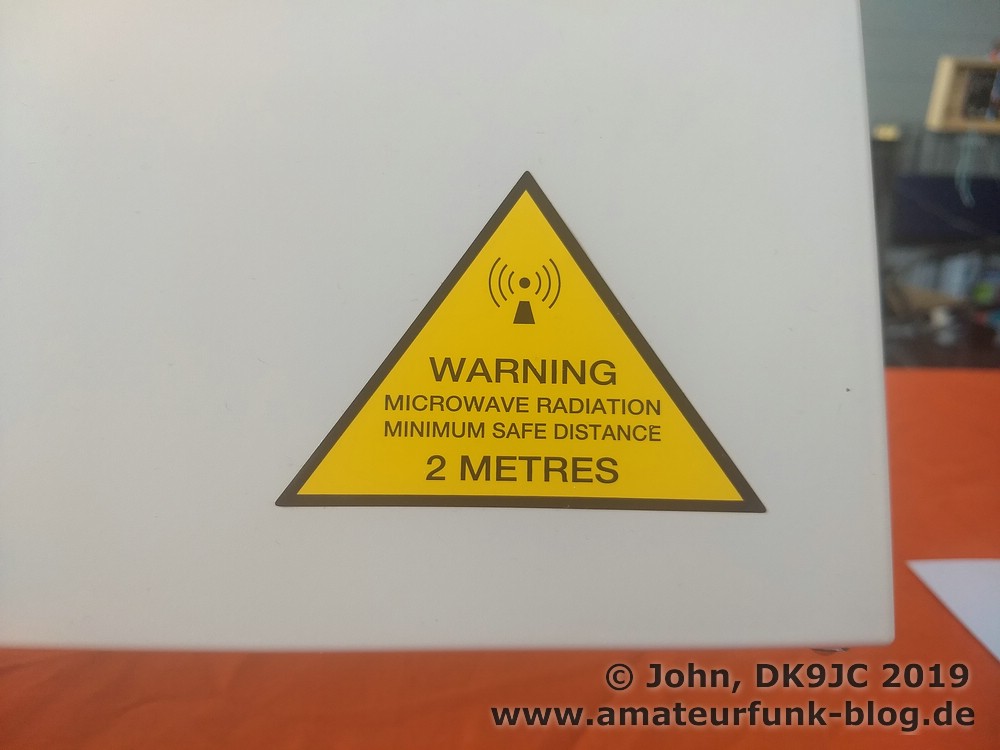 WARNING
MICROWAVE RADIATION
MINIMUM SAFE DISTANCE
2 METRES
© John, DK9JC 2019
www.amateurfunk-blog.de